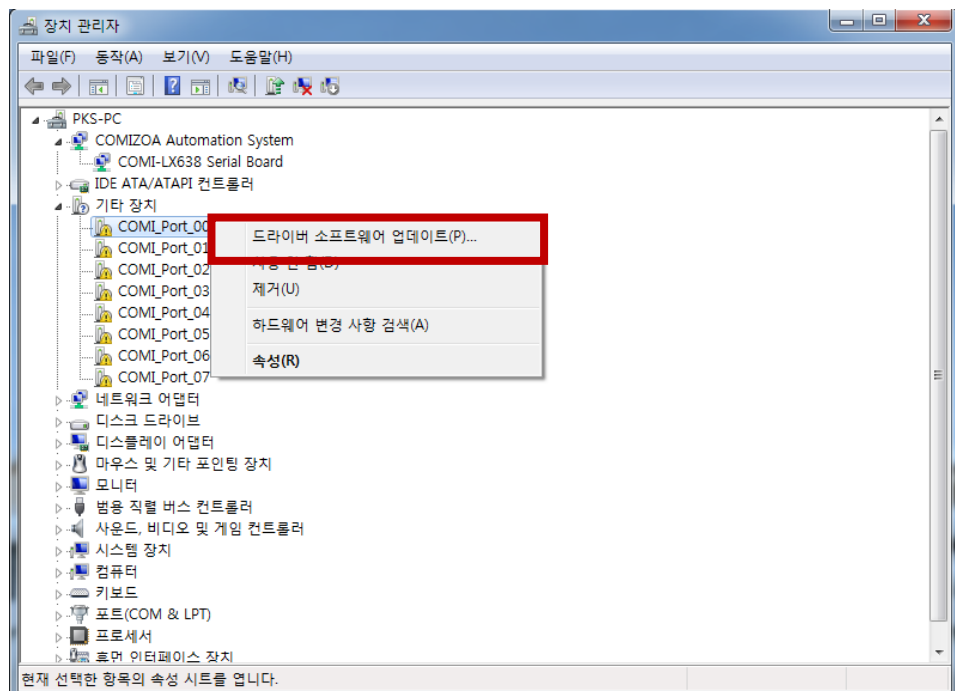 장치 관리자
파일(F) 동작(A) 보기(V) 도움말(H)
PKS-PC
COMIZOA Automation System
COMI-LX638 Serial Board
IDE ATA/ATAPI 컨트롤러
기타 장치
COMI_Port_00
COMI_Port_01
COMI_Port_02
COMI_Port_03
COMI_Port_04
COMI_Port_05
COMI_Port_06
COMI_Port_07
드라이버 소프트웨어 업데이트(P)...
사용 안 함(D)
제거(U)
하드웨어 변경 사항 검색(A)
속성(R)
네트워크 어댑터
디스크 드라이브
디스플레이 어댑터
마우스 및 기타 포인팅 장치
모니터
범용 직렬 버스 컨트롤러
사운드, 비디오 및 게임 컨트롤러
시스템 장치
컴퓨터
키보드
포트(COM & LPT)
프로세서
휴먼 인터페이스 장치
현재 선택한 항목의 속성 시트를 엽니다.